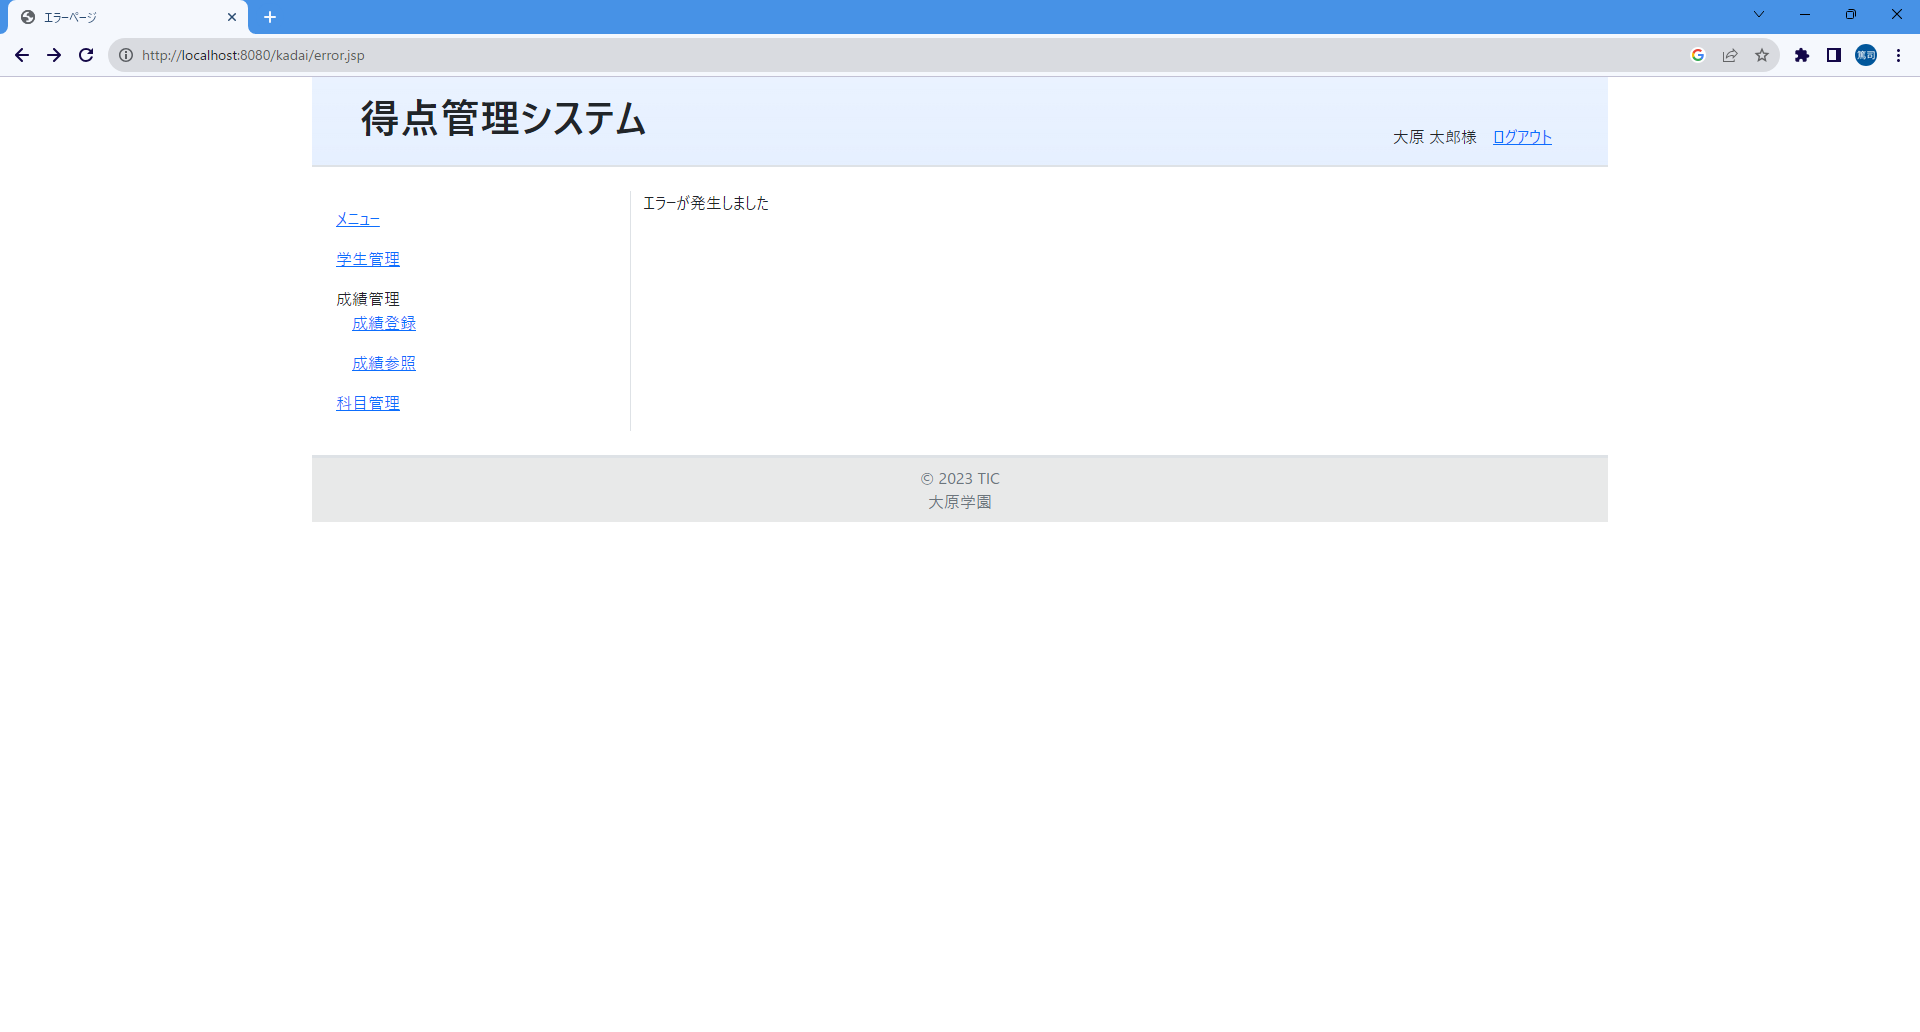 エラーページ
http://localhost:8080/kadai/error.jsp
篤司
得点管理システム
大原 太郎様 ログアウト
メニュー
学生管理
成績管理
成績登録
成績参照
科目管理
エラーが発生しました
© 2023 TIC
大原学園